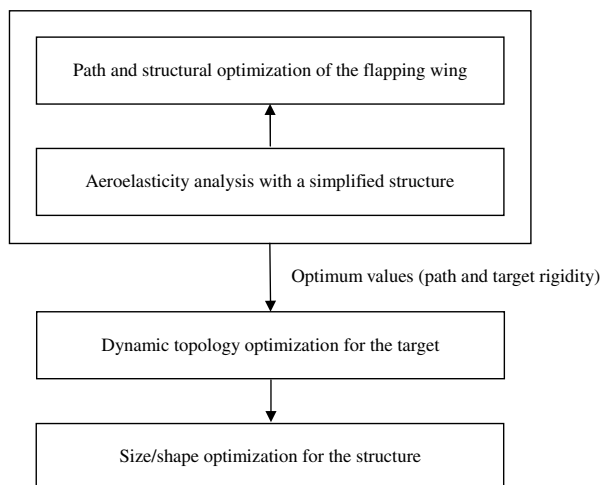 Path and structural optimization of the flapping wing
Aeroelasticity analysis with a simplified structure
Optimum values (path and target rigidity)
Dynamic topology optimization for the target
Size/shape optimization for the structure